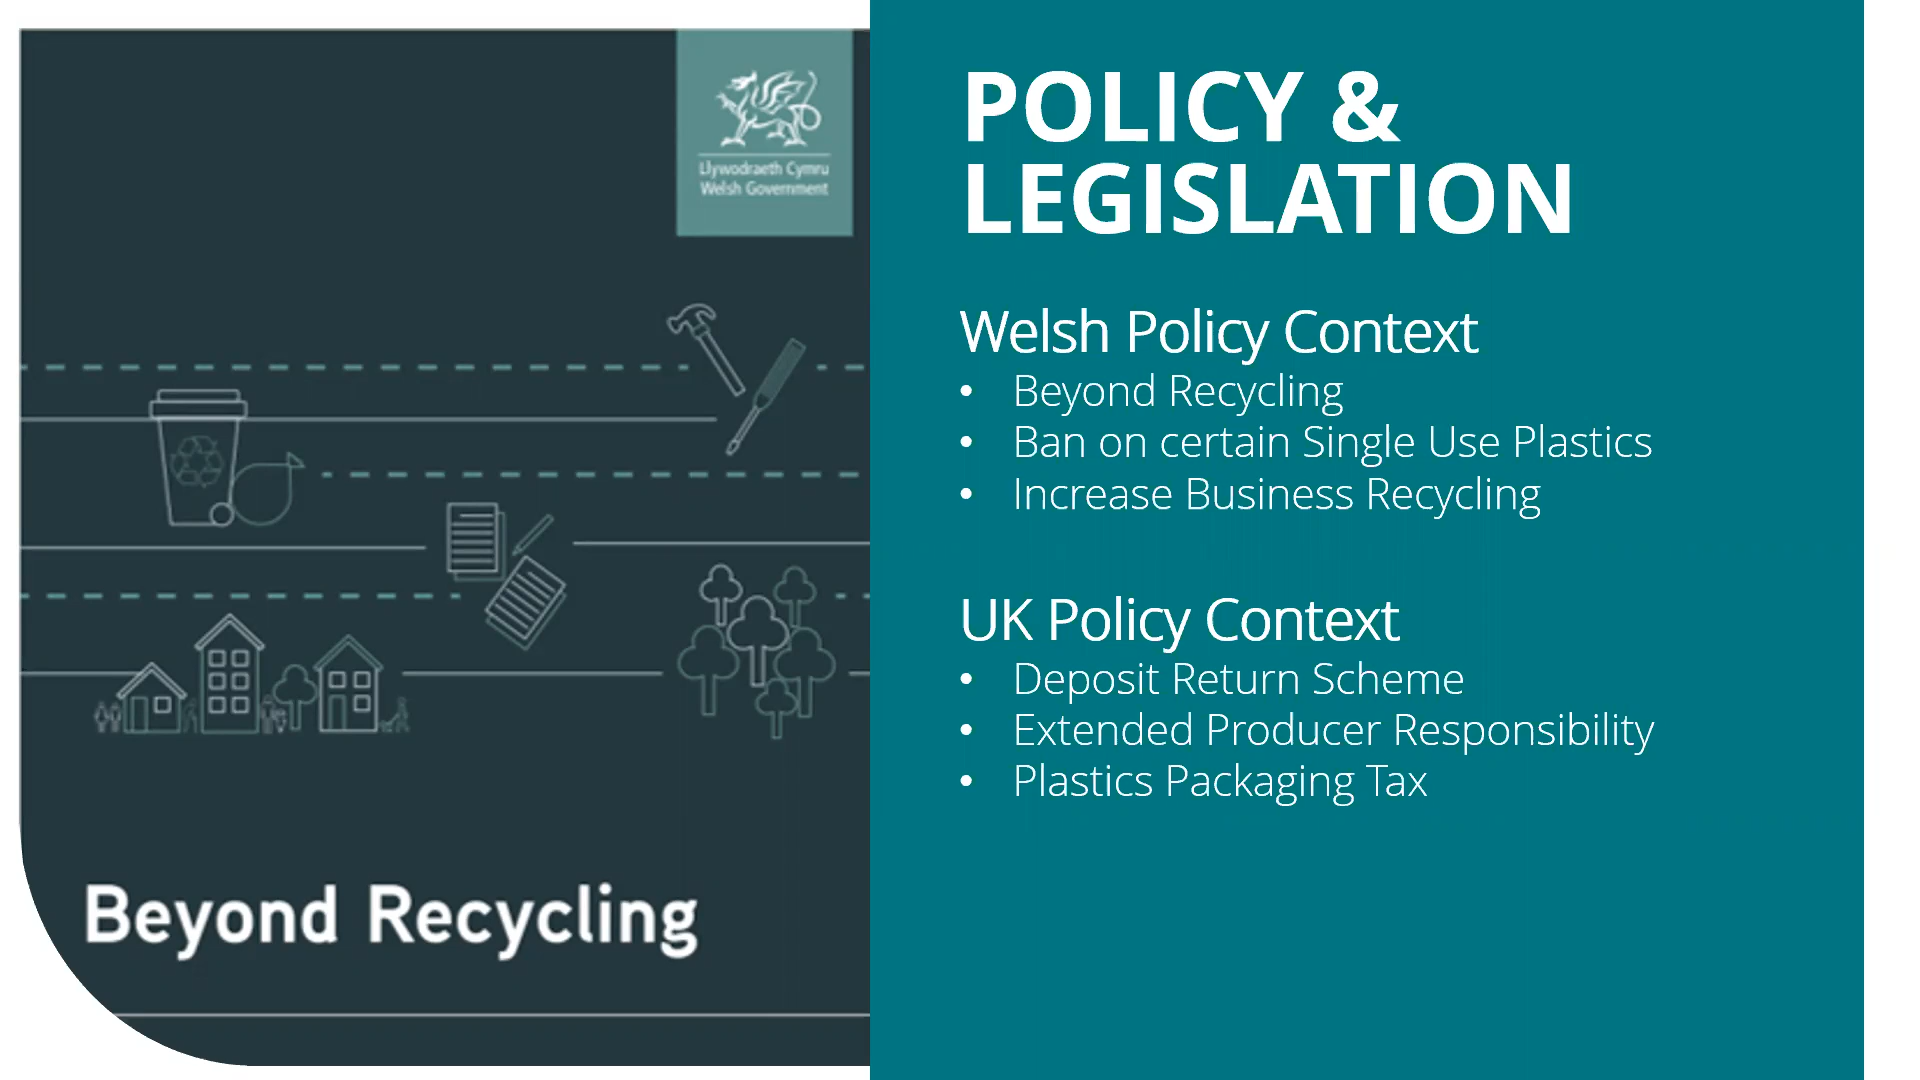 Llywodraeth Cymru
Welsh Government
Beyond Recycling
POLICY &
LEGISLATION
Welsh Policy Context
• Beyond Recycling
• Ban on certain Single Use Plastics
• Increase Business Recycling
UK Policy Context
• Deposit Return Scheme
• Extended Producer Responsibility
• Plastics Packaging Tax